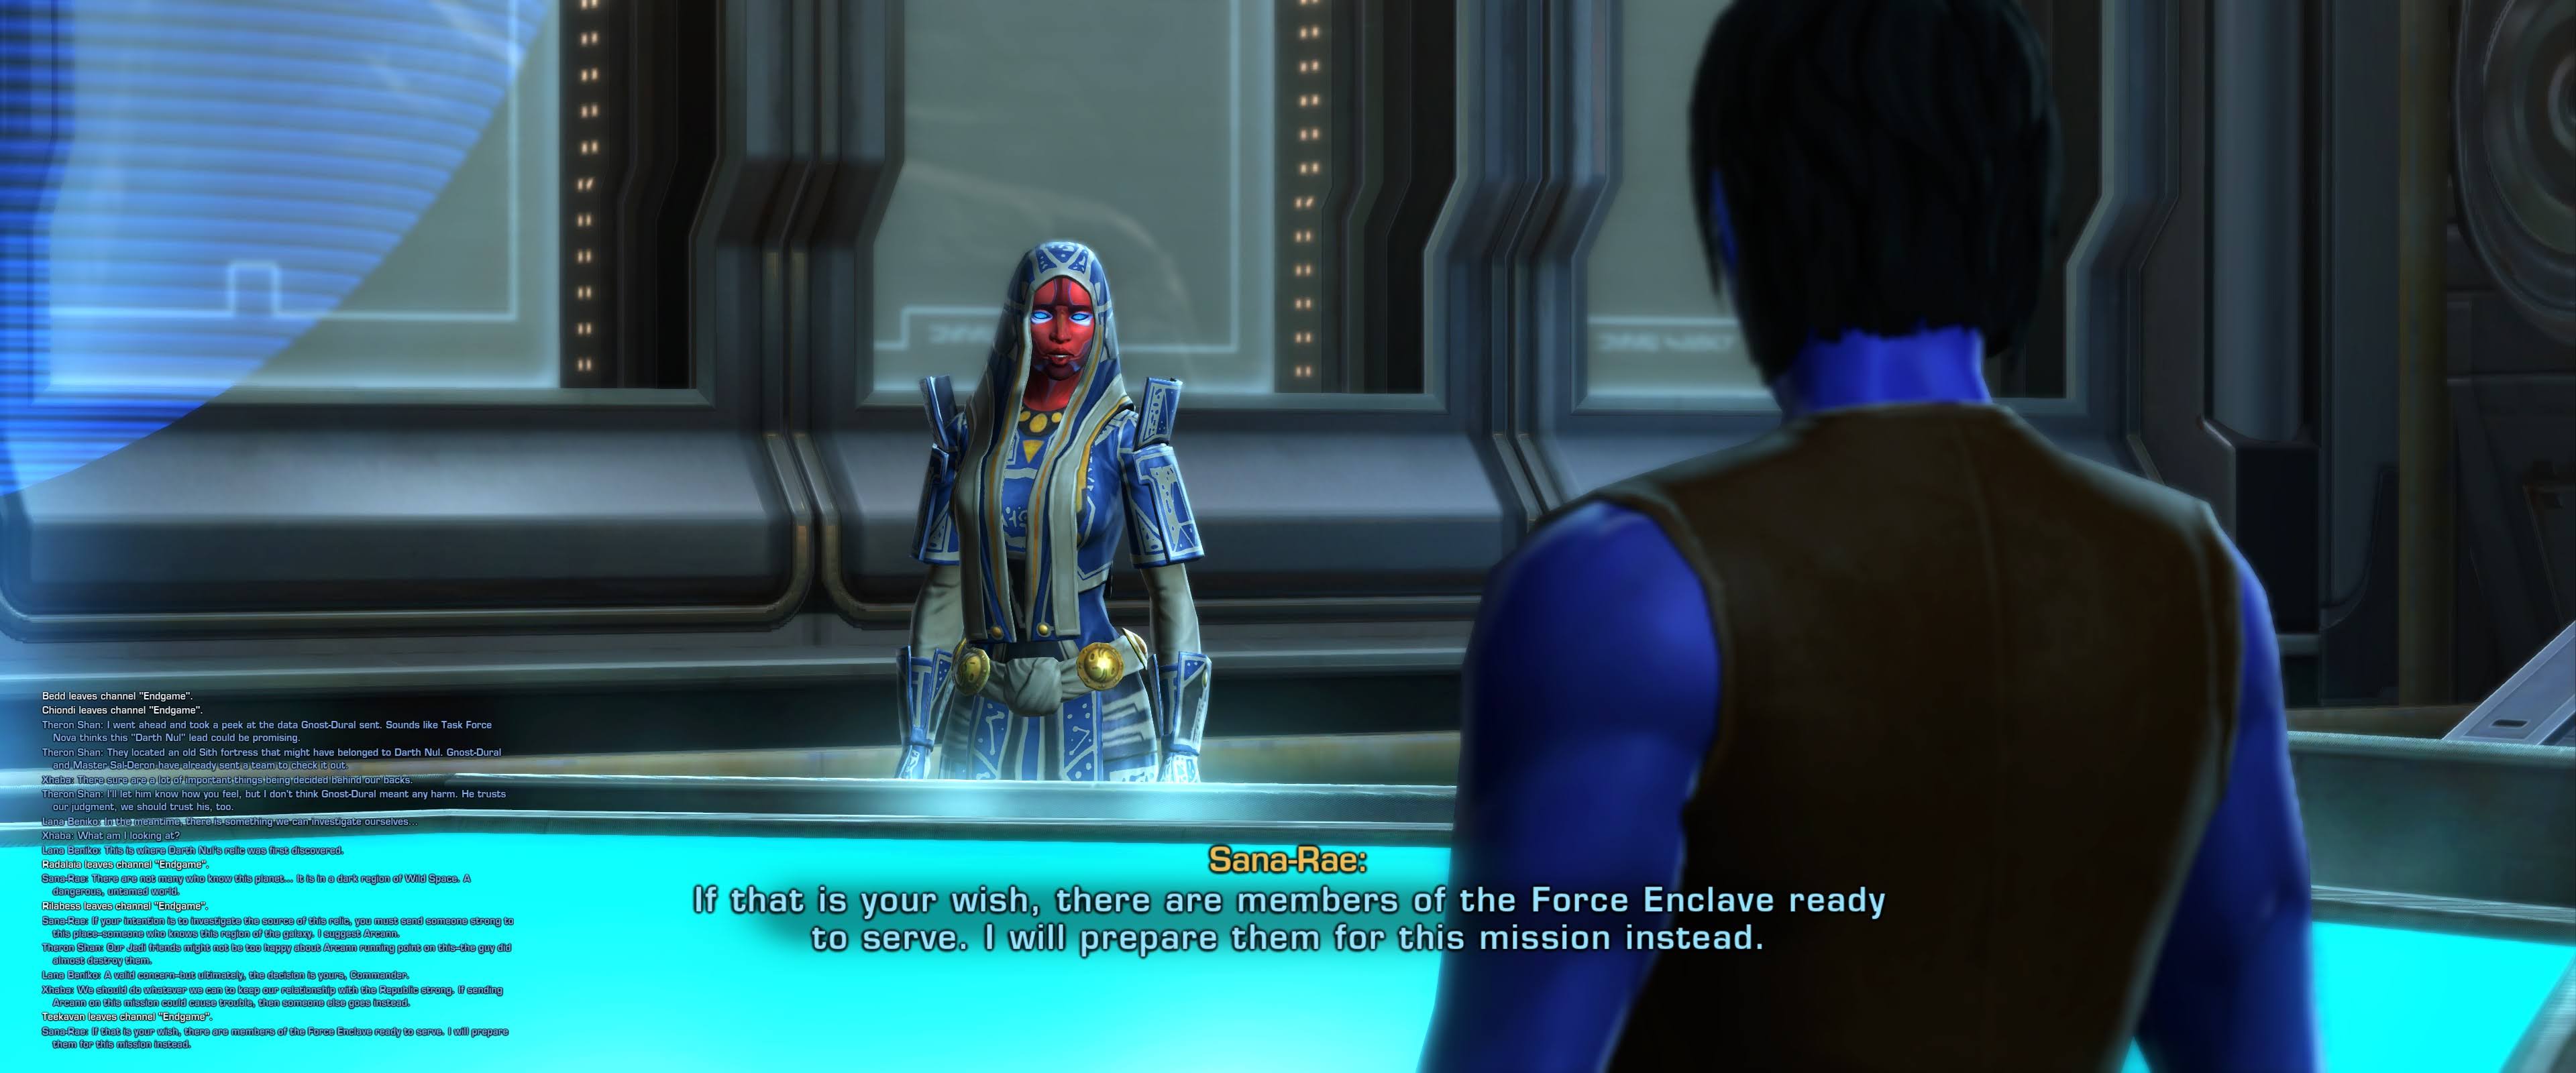 Bedd leaves channel "Endgame".
Chiondi leaves channel "Endgame".
Theron Shan: I went ahead and took a peek at the data Gnost-Dural sent. Sounds like Task Force
Nova thinks this "Darth Nul" lead could be promising.
Theron Shan: They located an old Sith fortress that might have belonged to Darth Nul. Gnost-Dural
and Master Sal-Deron have already sent a team to check it out.
Xhaba: There sure are a lot of important things being decided behind our backs.
Theron Shan: I'll let him know how you feel, but I don't think Gnost-Dural meant any harm. He trusts
our judgment, we should trust his, too.
Lana Beniko: In the meantime, there is something we can investigate ourselves...
Xhaba: What am I looking at?
Lana Beniko: This is where Darth Nul's relic was first discovered.
Radalaia leaves channel "Endgame".
Sana-Rae: There are not many who know this planet... It is in a dark region of Wild Space. A
dangerous, untamed world.
Rilabess leaves channel "Endgame".
Sana-Rae: If your intention is to investigate the source of this relic, you must send someone strong to
this place–someone who knows this region of the galaxy. I suggest Arcann.
Theron Shan: Our Jedi friends might not be too happy about Arcann running point on this–the guy did
almost destroy them.
Lana Beniko: A valid concern–but ultimately, the decision is yours, Commander.
Xhaba: We should do whatever we can to keep our relationship with the Republic strong. If sending
Arcann on this mission could cause trouble, then someone else goes instead.
Teekavan leaves channel "Endgame".
Sana-Rae: If that is your wish, there are members of the Force Enclave ready to serve. I will prepare
them for this mission instead.
Sana-Rae:
If that is your wish, there are members of the Force Enclave ready
to serve. I will prepare them for this mission instead.